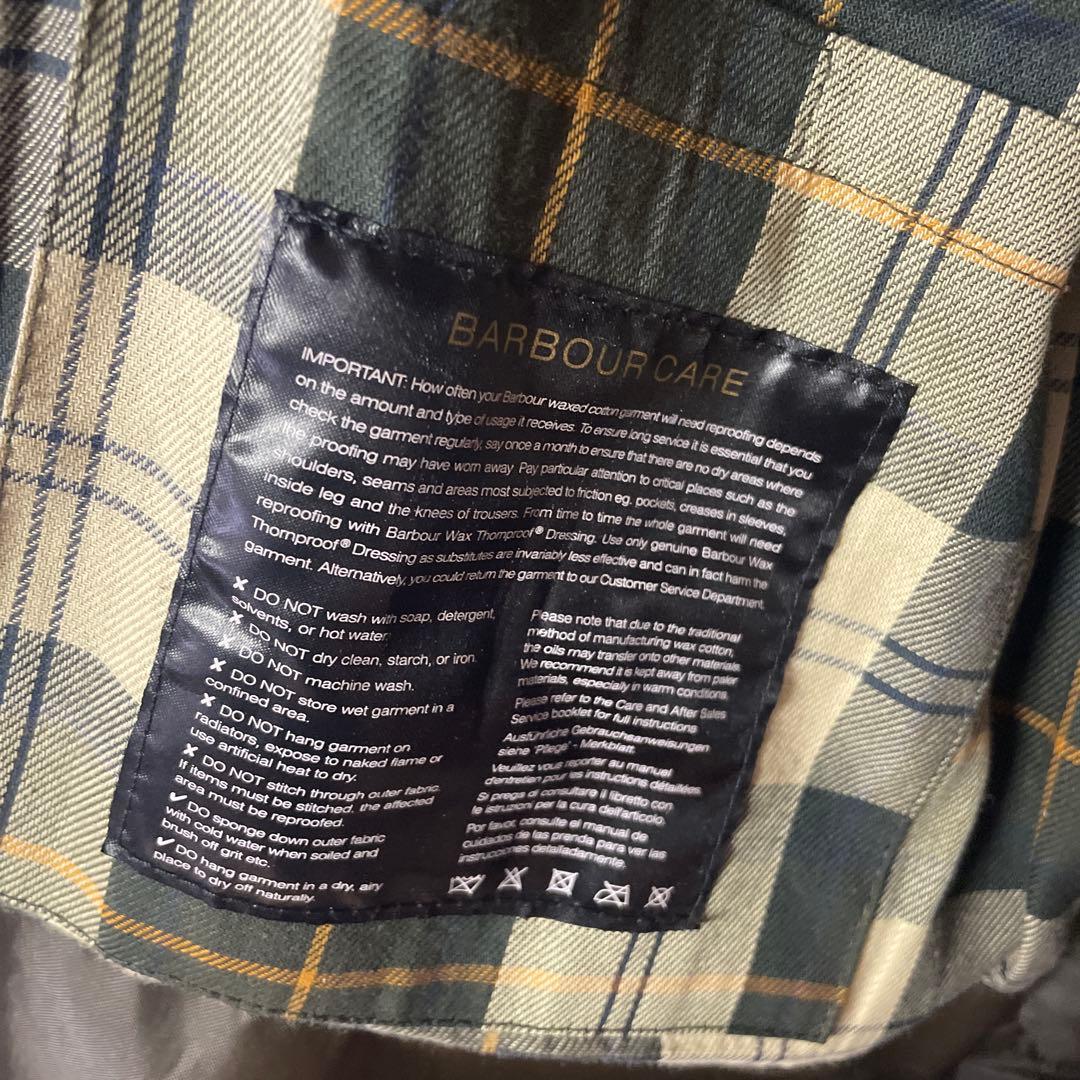 BARBOUR CARE
IMPORTANT: How often your Barbour waxed cotton garment will need reproofing depends
on the amount and type of usage it receives. To ensure long service it is essential that you
check the garment regularly, say once a month to ensure that there are no dry areas where
the proofing may have worn away. Pay particular attention to critical places such as the
shoulders, seams and areas most subjected to friction eg. pockets, creases in sleeves,
inside leg and the knees of trousers. From time to time the whole garment will need
reproofing with Barbour Wax Thornproof® Dressing. Use only genuine Barbour Wax
Thornproof® Dressing as substitutes are invariably less effective and can in fact harm the
garment. Alternatively, you could return the garment to our Customer Service Department.
✘ DO NOT wash with soap, detergent,
solvents, or hot water.
✘ DO NOT dry clean, starch, or iron.
✘ DO NOT machine wash.
✘ DO NOT store wet garment in a
confined area.
✘ DO NOT hang garment on
radiators, expose to naked flame or
use artificial heat to dry.
✘ DO NOT stitch through outer fabric.
If items must be stitched, the affected
area must be reproofed.
✔ DO sponge down outer fabric
with cold water when soiled and
brush off grit etc.
✔ DO hang garment in a dry, airy
place to dry off naturally.
Please note that due to the traditional
method of manufacturing wax cotton,
the oils may transfer onto other materials.
We recommend it is kept away from paler
materials, especially in warm conditions.
Please refer to the Care and After Sales
Service booklet for full instructions
Ausführliche Gebrauchsanweisungen
siehe 'Pflege' - Merkblatt.
Veuillez vous reporter au manuel
d'entretien pour les instructions détaillées.
Si prega di consultare il libretto con
le istruzioni per la cura dell'articolo.
Por favor, consulte el manual de
cuidados de las prenda para ver las
instrucciones detalladamente.